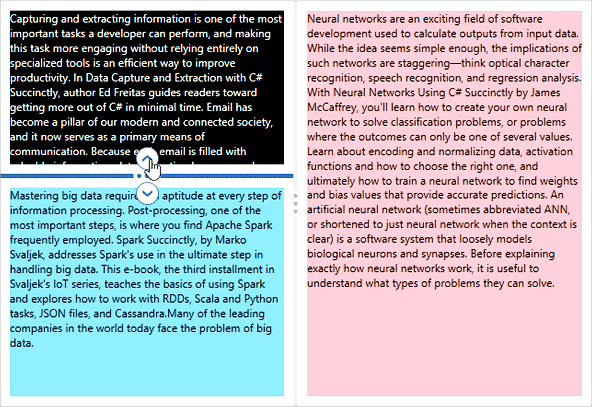 Capturing and extracting information is one of the most
important tasks a developer can perform, and making
this task more engaging without relying entirely on
specialized tools is an efficient way to improve
productivity. In Data Capture and Extraction with C#
Succinctly, author Ed Freitas guides readers toward
getting more out of C# in minimal time. Email has
become a pillar of our modern and connected society,
and it now serves as a primary means of
communication. Because email is filled with
Mastering big data aptitude at every step of
information processing. Post-processing, one of the
most important steps, is where you find Apache Spark
frequently employed. Spark Succinctly, by Marko
Svaljek, addresses Spark's use in the ultimate step in
handling big data. This e-book, the third installment in
Svaljek's IoT series, teaches the basics of using Spark
and explores how to work with RDDs, Scala and Python
tasks, JSON files, and Cassandra.Many of the leading
companies in the world today face the problem of big
data.
Neural networks are an exciting field of software
development used to calculate outputs from input data.
While the idea seems simple enough, the implications of
such networks are staggering—think optical character
recognition, speech recognition, and regression analysis.
With Neural Networks Using C# Succinctly by James
McCaffrey, you'll learn how to create your own neural
network to solve classification problems, or problems
where the outcomes can only be one of several values.
Learn about encoding and normalizing data, activation
functions and how to choose the right one, and
ultimately how to train a neural network to find weights
and bias values that provide accurate predictions. An
artificial neural network (sometimes abbreviated ANN,
or shortened to just neural network when the context is
clear) is a software system that loosely models
biological neurons and synapses. Before explaining
exactly how neural networks work, it is useful to
understand what types of problems they can solve.